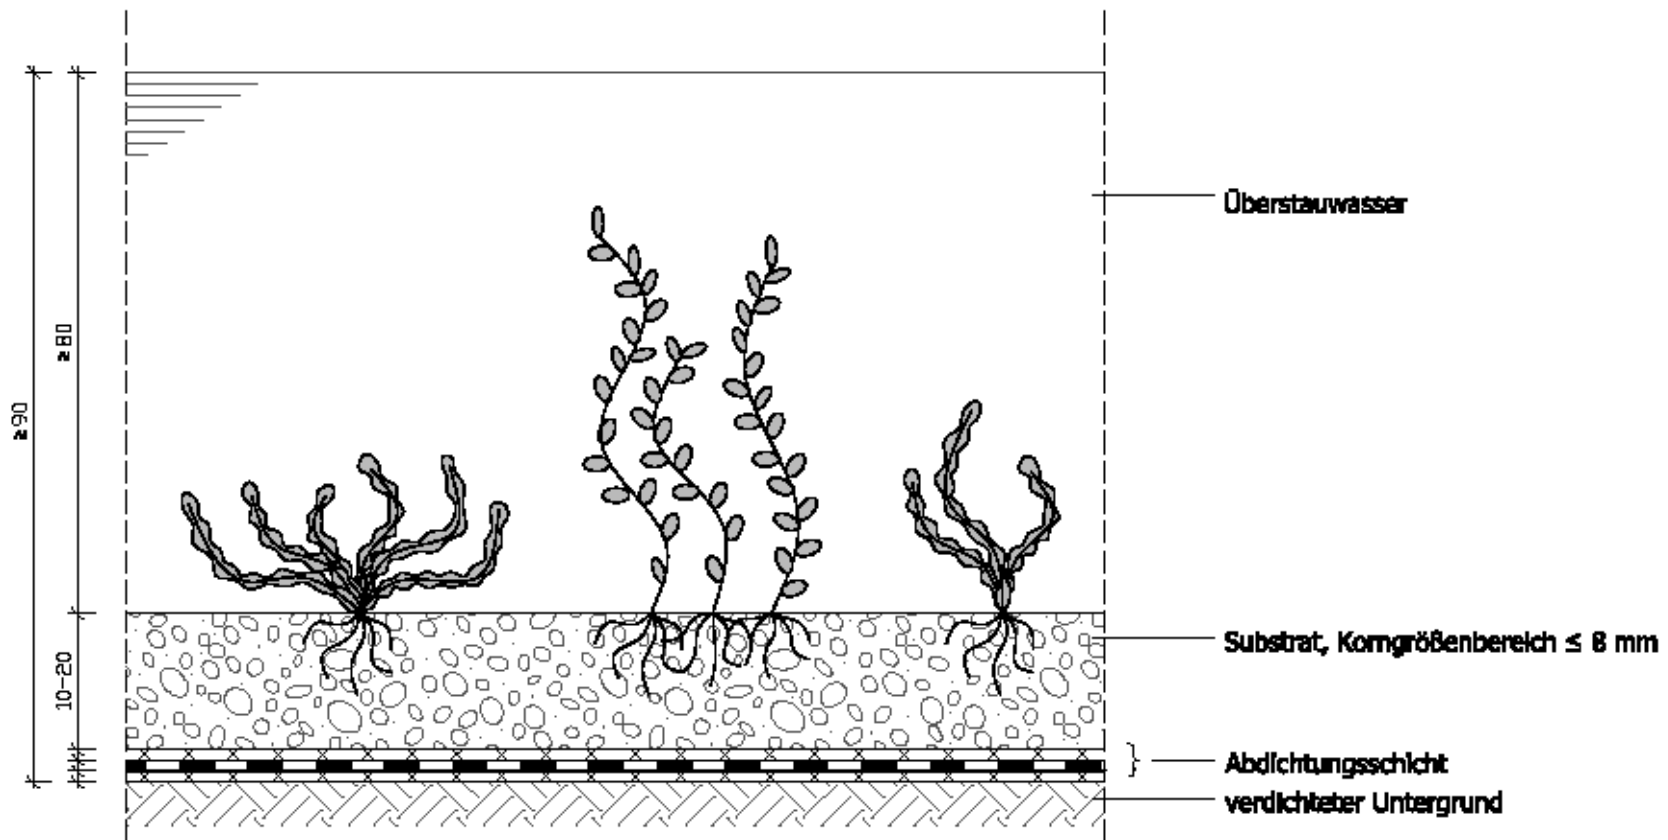 Überstauwasser
≥80
≥90
Substrat, Korngrößenbereich ≤ 8 mm
10-20
Abdichtungsschicht
verdichteter Untergrund